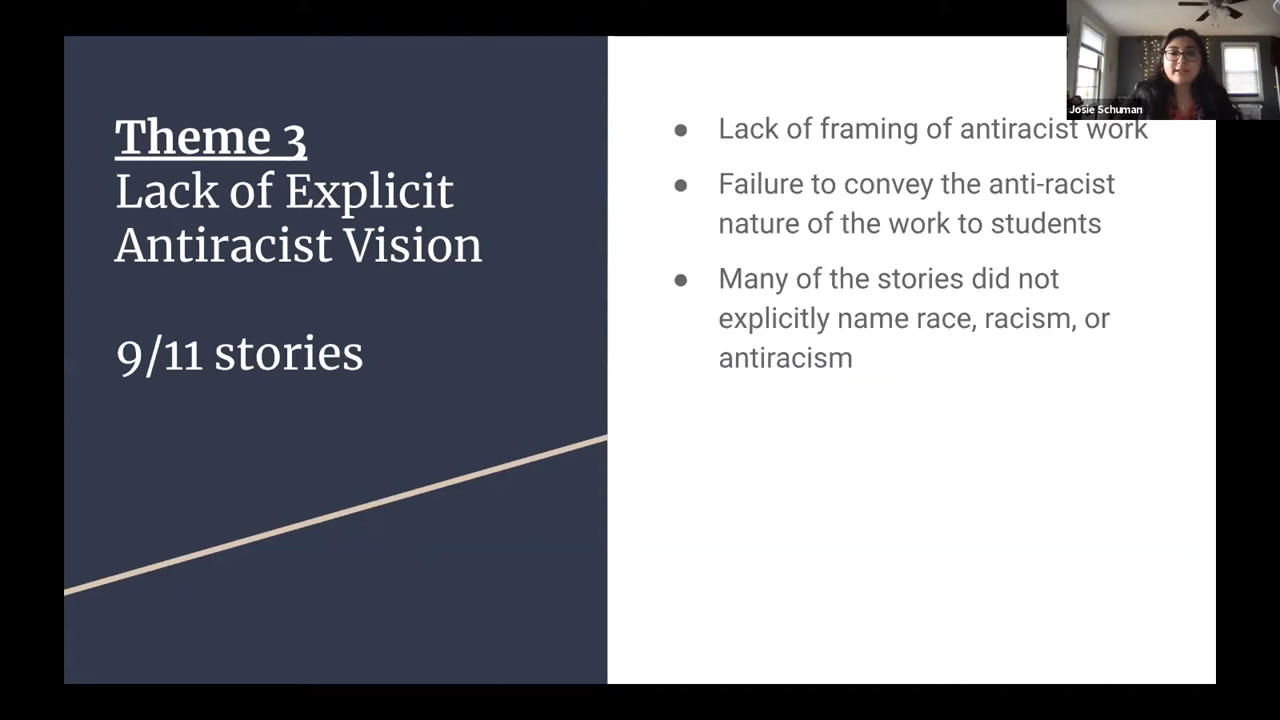 Theme 3
Lack of Explicit
Antiracist Vision
9/11 stories
Josie Schuman
● Lack of framing of antiracist work
● Failure to convey the anti-racist
nature of the work to students
● Many of the stories did not
explicitly name race, racism, or
antiracism